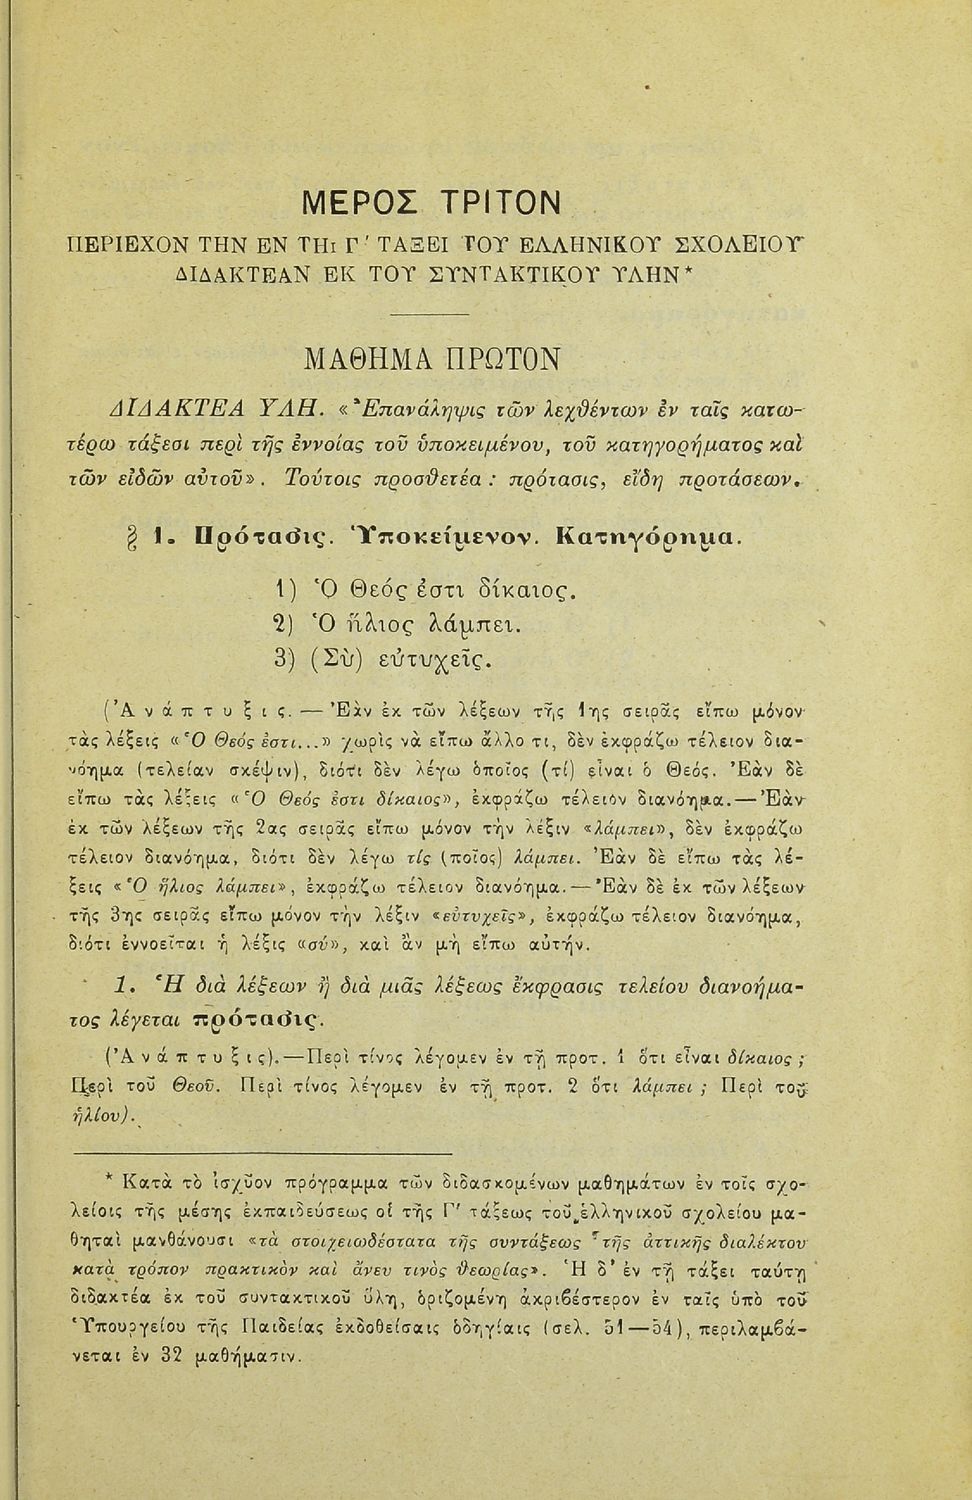 ΜΕΡΟΣ ΤΡΙΤΟΝ
ΠΕΡΙΕΧΟΝ ΤΗΝ ΕΝ ΤΗι Γ΄ ΤΑΞΕΙ ΤΟΥ ΕΛΛΗΝΙΚΟΥ ΣΧΟΛΕΙΟΥ
ΔΙΔΑΚΤΕΑΝ ΕΚ ΤΟΥ ΣΥΝΤΑΚΤΙΚΟΥ ΥΛΗΝ*
ΜΑΘΗΜΑ ΠΡΩΤΟΝ
ΔΙΔΑΚΤΕΑ ΥΛΗ. «Ἐπανάληψις τῶν λεχθέντων ἐν ταῖς κατω-
τέρω τάξεσι περὶ τῆς ἐννοίας τοῦ ὑποκειμένου, τοῦ κατηγορήματος καὶ
τῶν εἰδῶν αὐτοῦ». Τούτοις προσθετέα: πρότασις, εἴδη προτάσεων.
§ 1. Πρότασις. Ὑποκείμενον. Κατηγόρημα.
1) Ὁ Θεός ἐστι δίκαιος.
2) Ὁ ἥλιος λάμπει.
3) (Σὺ) εὐτυχεῖς.
(Ἀνάπτυξις. — Ἐὰν ἐκ τῶν λέξεων τῆς 1ης σειρᾶς εἴπω μόνον
τὰς λέξεις «Ὁ Θεός ἐστι...» χωρὶς νὰ εἴπω ἄλλο τι, δὲν ἐκφράζω τέλειον δια-
νόημα (τελείαν σκέψιν), διότι δὲν λέγω ὁποῖος (τί) εἶναι ὁ Θεός. Ἐὰν δὲ
εἴπω τὰς λέξεις «Ὁ Θεός ἐστι δίκαιος», ἐκφράζω τέλειον διανόημα. — Ἐὰν
ἐκ τῶν λέξεων τῆς 2ας σειρᾶς εἴπω μόνον τὴν λέξιν «λάμπει», δὲν ἐκφράζω
τέλειον διανόημα, διότι δὲν λέγω τίς (ποῖος) λάμπει. Ἐὰν δὲ εἴπω τὰς λέ-
ξεις «Ὁ ἥλιος λάμπει», ἐκφράζω τέλειον διανόημα. — Ἐὰν δὲ ἐκ τῶν λέξεων
τῆς 3ης σειρᾶς εἴπω μόνον τὴν λέξιν «εὐτυχεῖς», ἐκφράζω τέλειον διανόημα,
διότι ἐννοεῖται ἡ λέξις «σύ», καὶ ἂν μὴ εἴπω αὐτήν.
1. Ἡ διὰ λέξεων ἢ διὰ μιᾶς λέξεως ἔκφρασις τελείου διανοήμα-
τος λέγεται πρότασις.
(Ἀνάπτυξις).—Περὶ τίνος λέγομεν ἐν τῇ προτ. 1 ὅτι εἶναι δίκαιος;
Περὶ τοῦ Θεοῦ. Περὶ τίνος λέγομεν ἐν τῇ προτ. 2 ὅτι λάμπει; Περὶ τοῦ
ἡλίου).
* Κατὰ τὸ ἰσχῦον πρόγραμμα τῶν διδασκομένων μαθημάτων ἐν τοῖς σχο-
λείοις τῆς μέσης ἐκπαιδεύσεως οἱ τῆς Γ΄ τάξεως τοῦ ἑλληνικοῦ σχολείου μα-
θηταὶ μανθάνουσι «τὰ στοιχειωδέστατα τῆς συντάξεως τῆς ἀττικῆς διαλέκτου
κατὰ τρόπον πρακτικὸν καὶ ἄνευ τινὸς θεωρίας». Ἡ δ' ἐν τῇ τάξει ταύτῃ
διδακτέα ἐκ τοῦ συντακτικοῦ ὕλη, ὁριζομένη ἀκριβέστερον ἐν ταῖς ὑπὸ τοῦ
Ὑπουργείου τῆς Παιδείας ἐκδοθείσαις ὁδηγίαις (σελ. 51—54), περιλαμβά-
νεται ἐν 32 μαθήμασιν.